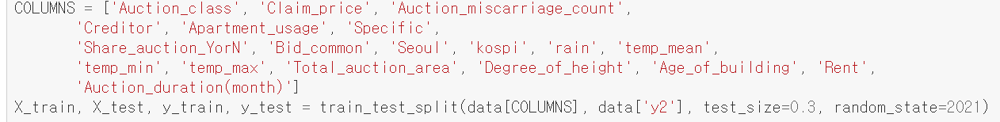 COLUMNS = ['Auction_class', 'Claim_price', 'Auction_miscarriage_count',
'Creditor', 'Apartment_usage', 'Specific',
'Share_auction_YorN', 'Bid_common', 'Seoul', 'kospi', 'rain', 'temp_mean',
'temp_min', 'temp_max', 'Total_auction_area', 'Degree_of_height', 'Age_of_building', 'Rent',
'Auction_duration(month)']
X_train, X_test, y_train, y_test = train_test_split(data[COLUMNS], data['y2'], test_size=0.3, random_state=2021)